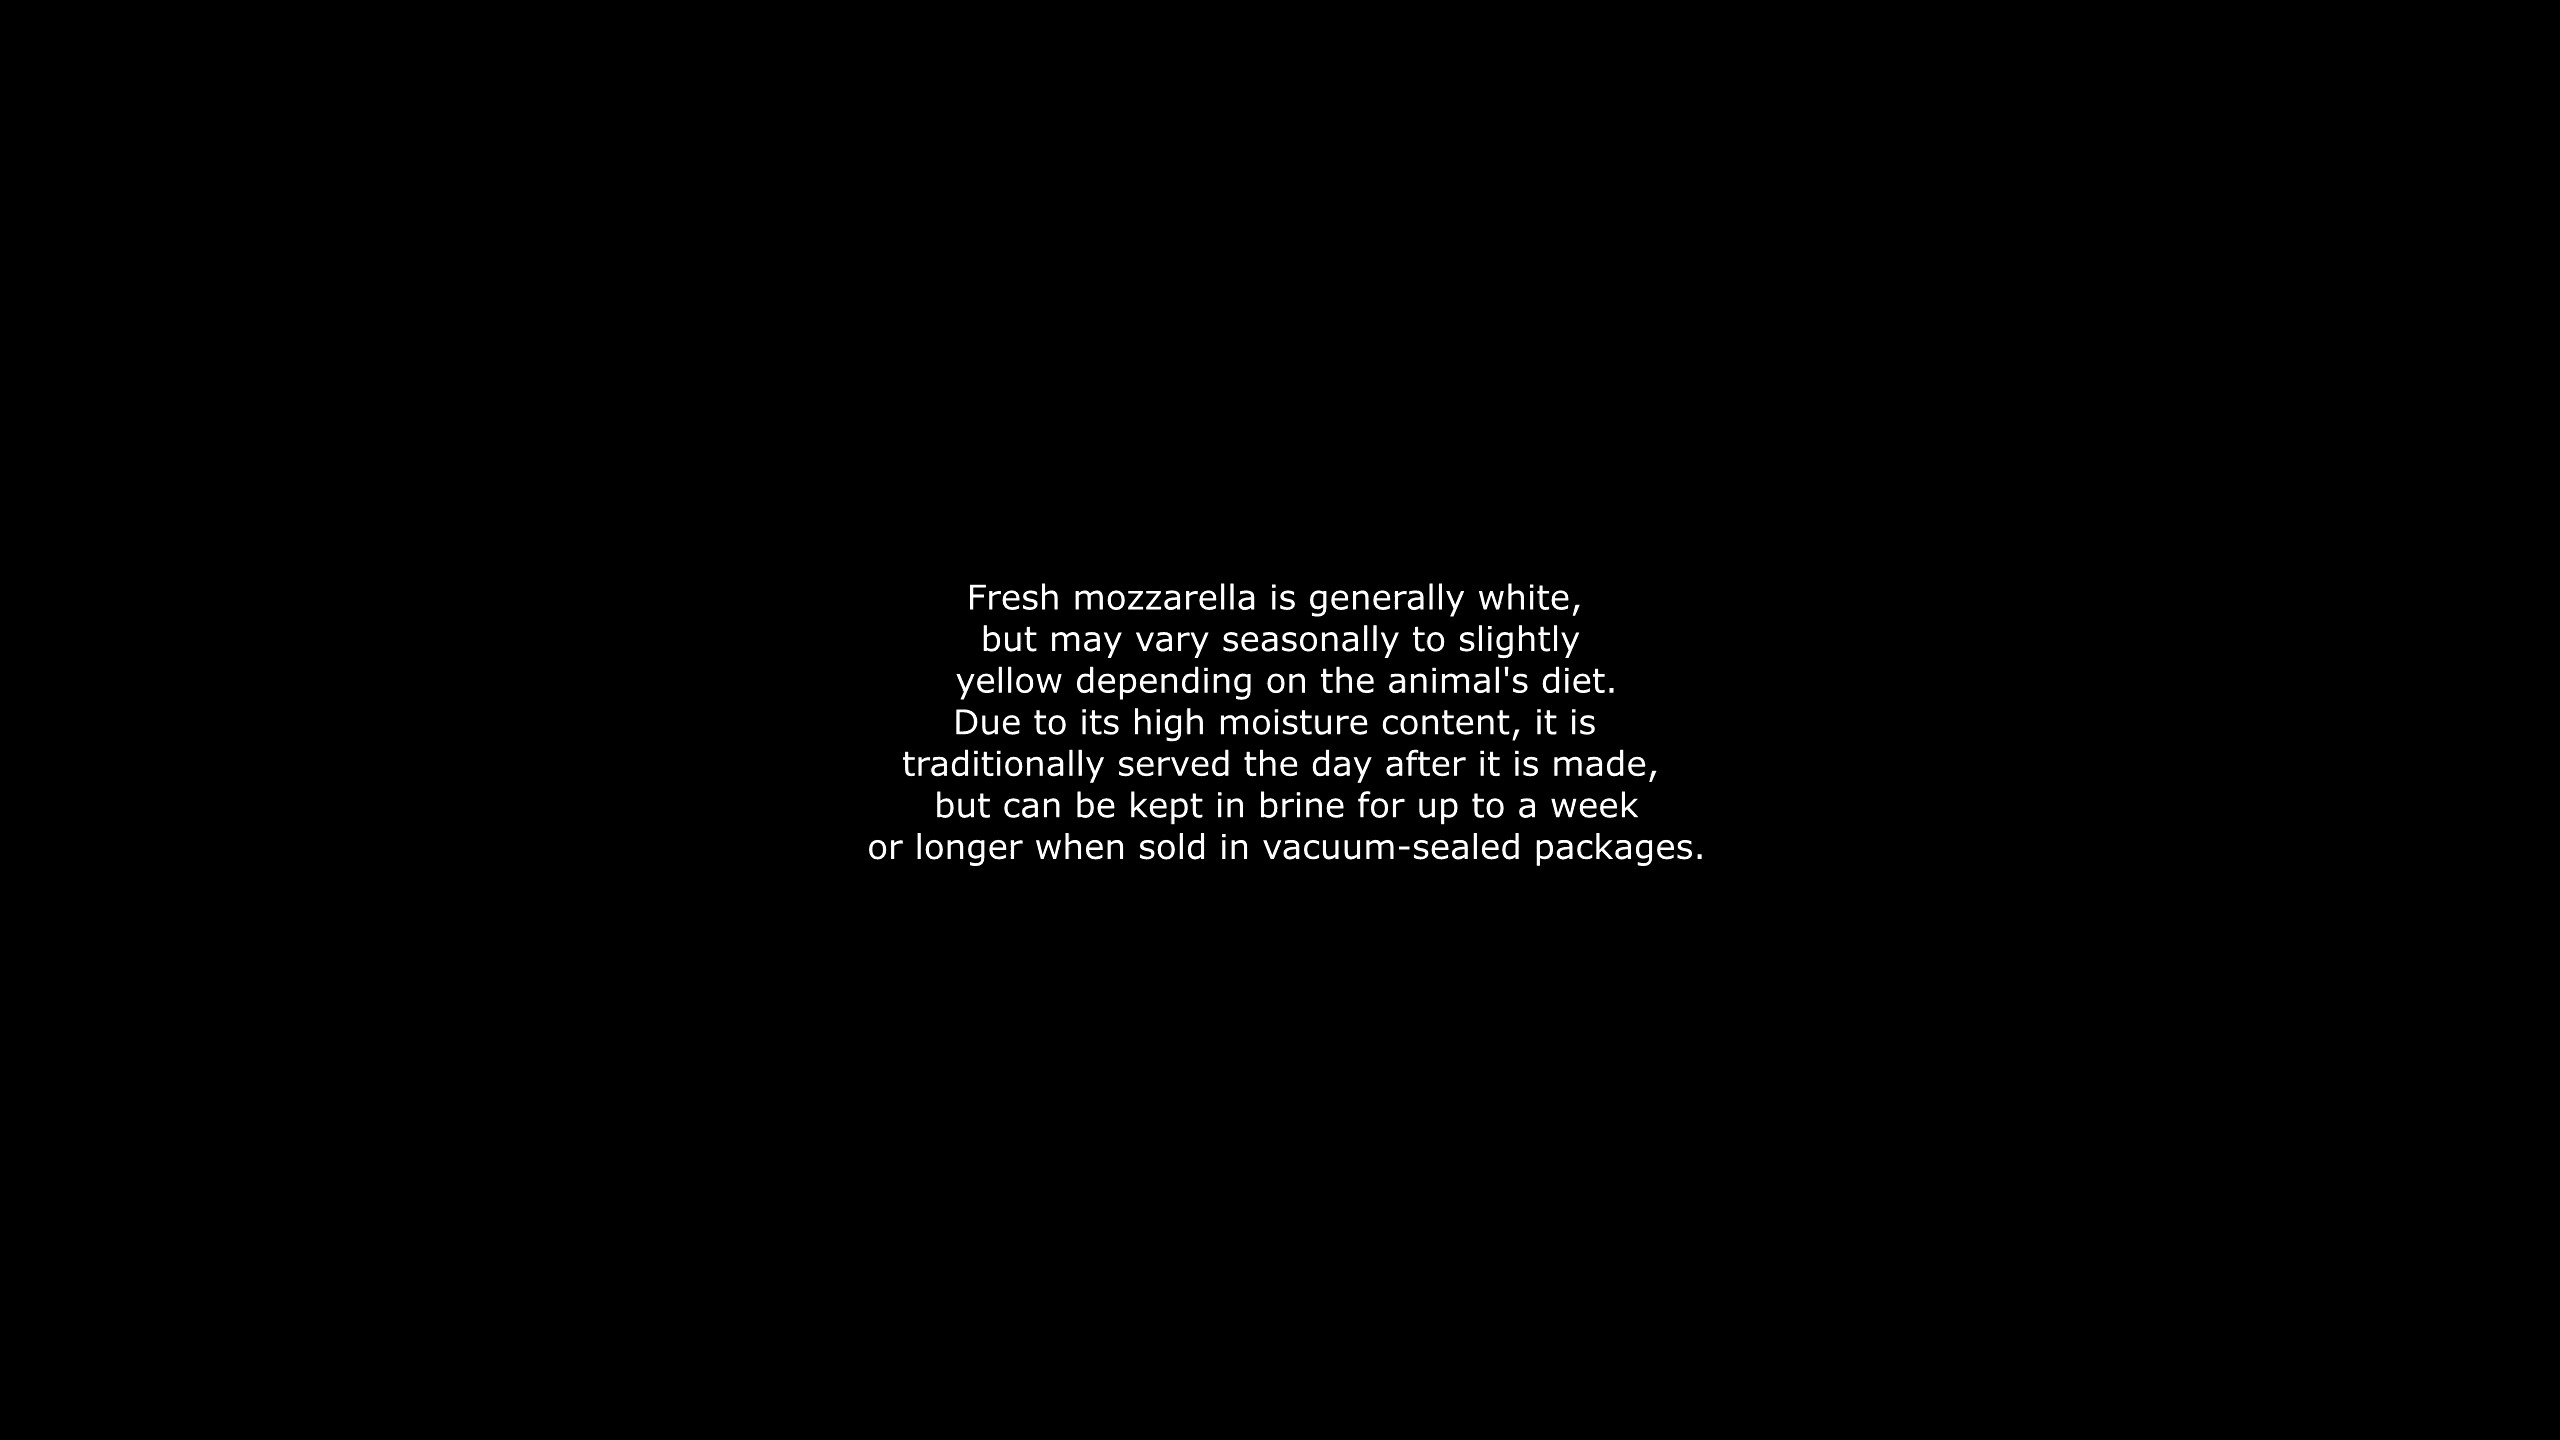 Fresh mozzarella is generally white,
but may vary seasonally to slightly
yellow depending on the animal's diet.
Due to its high moisture content, it is
traditionally served the day after it is made,
but can be kept in brine for up to a week
or longer when sold in vacuum-sealed packages.